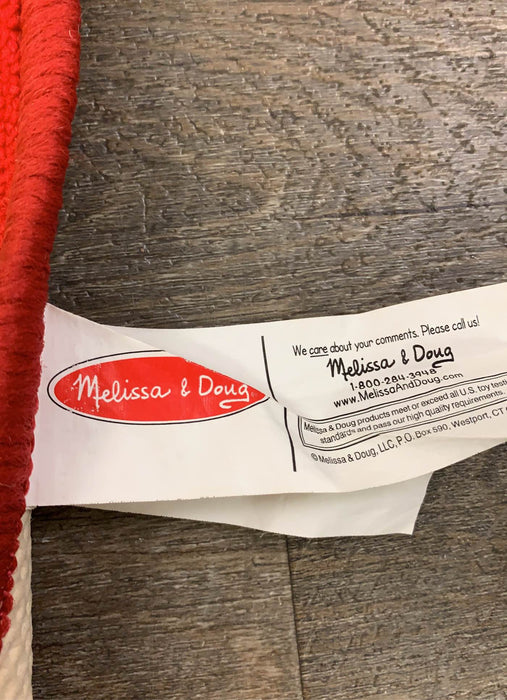 Melissa & Doug
We care about your comments. Please call us!
Melissa & Doug
1-800-284-3948
www.MelissaAndDoug.com
Melissa & Doug products meet or exceed all U.S. toy testi
standards and pass our high quality requirements.
© Melissa & Doug, LLC, P.O. Box 590, Westport, CT